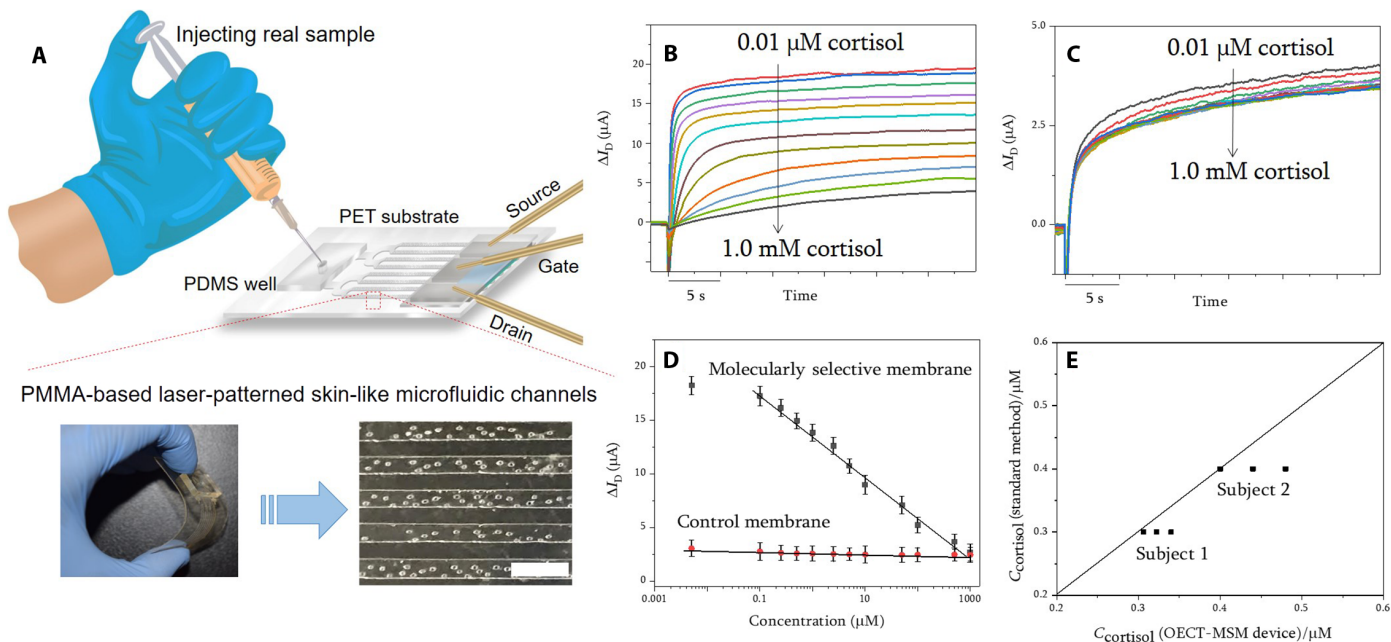 A
Injecting real sample
PET substrate
Source
Gate
PDMS well
Drain
PMMA-based laser-patterned skin-like microfluidic channels
B
0.01 μM cortisol
1.0 mM cortisol
ΔI_D (μA)
20
15
10
5
0
5 s
Time
C
0.01 μM cortisol
1.0 mM cortisol
ΔI_D (μA)
5.0
2.5
0.0
5 s
Time
D
Molecularly selective membrane
Control membrane
ΔI_D (μA)
20
15
10
5
0
0.001
0.1
10
1000
Concentration (μM)
E
Subject 2
Subject 1
C_cortisol (standard method)/μM
0.6
0.5
0.4
0.3
0.2
0.2
0.3
0.4
0.5
0.6
C_cortisol (OECT-MSM device)/μM